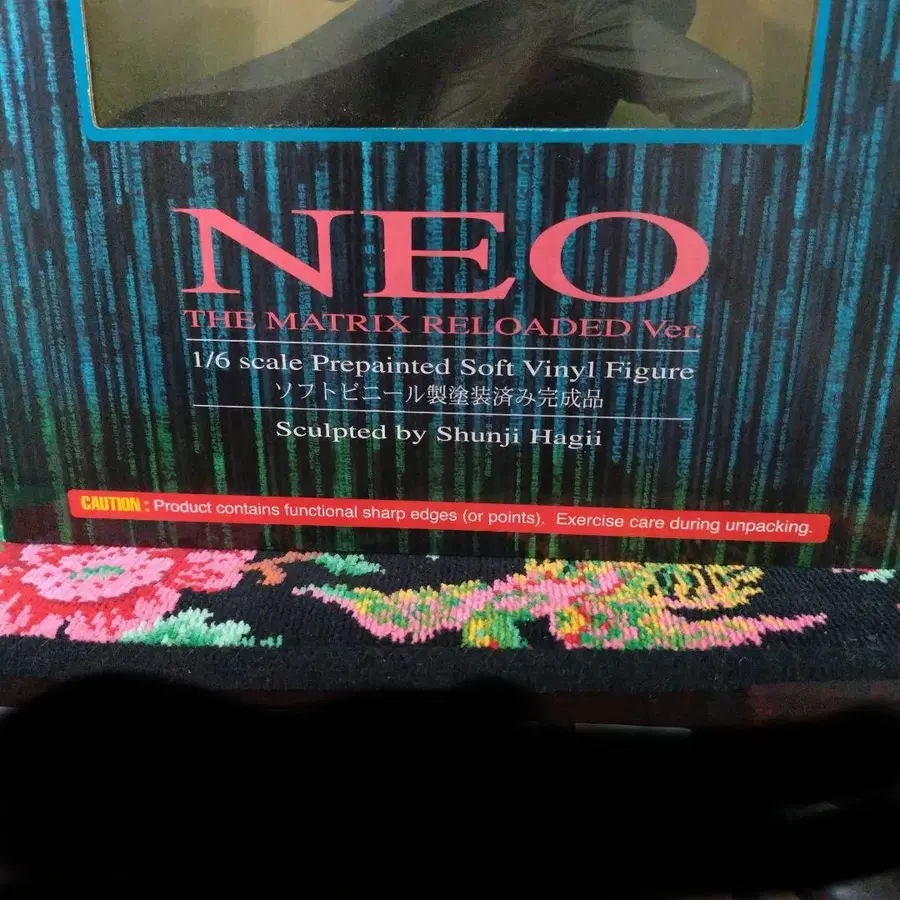 NEO
THE MATRIX RELOADED Ver.
1/6 scale Prepainted Soft Vinyl Figure
ソフトビニール製塗装済み完成品
Sculpted by Shunji Hagii
CAUTION : Product contains functional sharp edges (or points). Exercise care during unpacking.